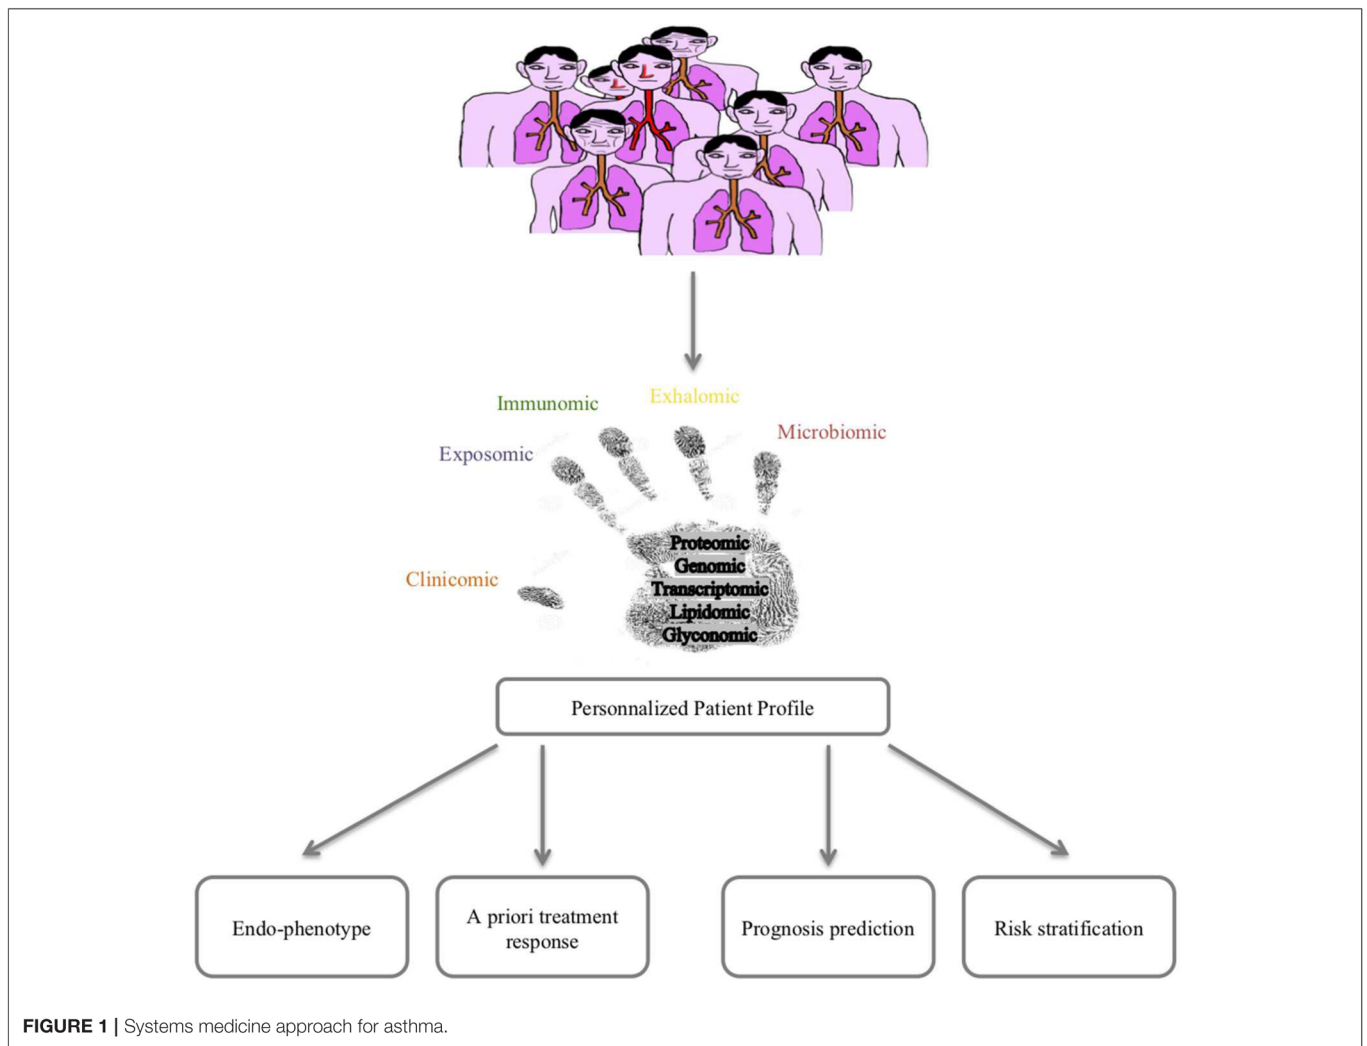 Exhalomic
Immunomic
Microbiomic
Exposomic
Proteomic
Genomic
Transcriptomic
Clinicomic
Lipidomic
Glyconomic
Personnalized Patient Profile
Endo-phenotype
A priori treatment
response
Prognosis prediction
Risk stratification
FIGURE 1 | Systems medicine approach for asthma.